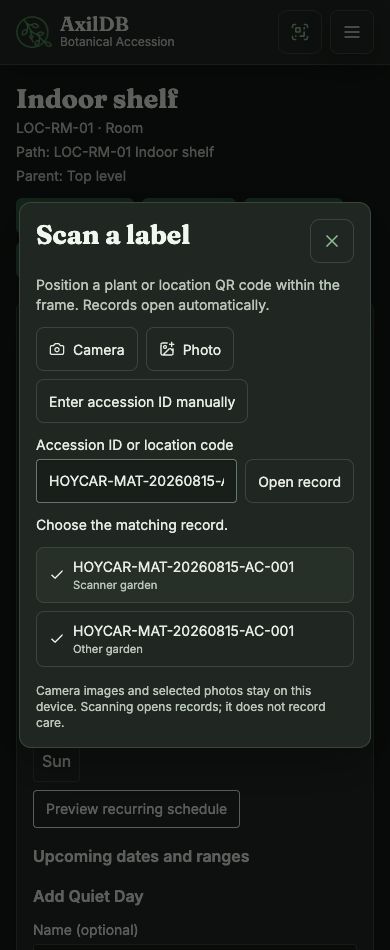 AxilDB
Botanical Accession
Indoor shelf
LOC-RM-01 · Room
Path: LOC-RM-01 Indoor shelf
Parent: Top level
Scan a label
Position a plant or location QR code within the
frame. Records open automatically.
Camera
Photo
Enter accession ID manually
Accession ID or location code
HOYCAR-MAT-20260815-
Open record
Choose the matching record.
HOYCAR-MAT-20260815-AC-001
Scanner garden
HOYCAR-MAT-20260815-AC-001
Other garden
Camera images and selected photos stay on this
device. Scanning opens records; it does not record
care.
Sun
Preview recurring schedule
Upcoming dates and ranges
Add Quiet Day
Name (optional)